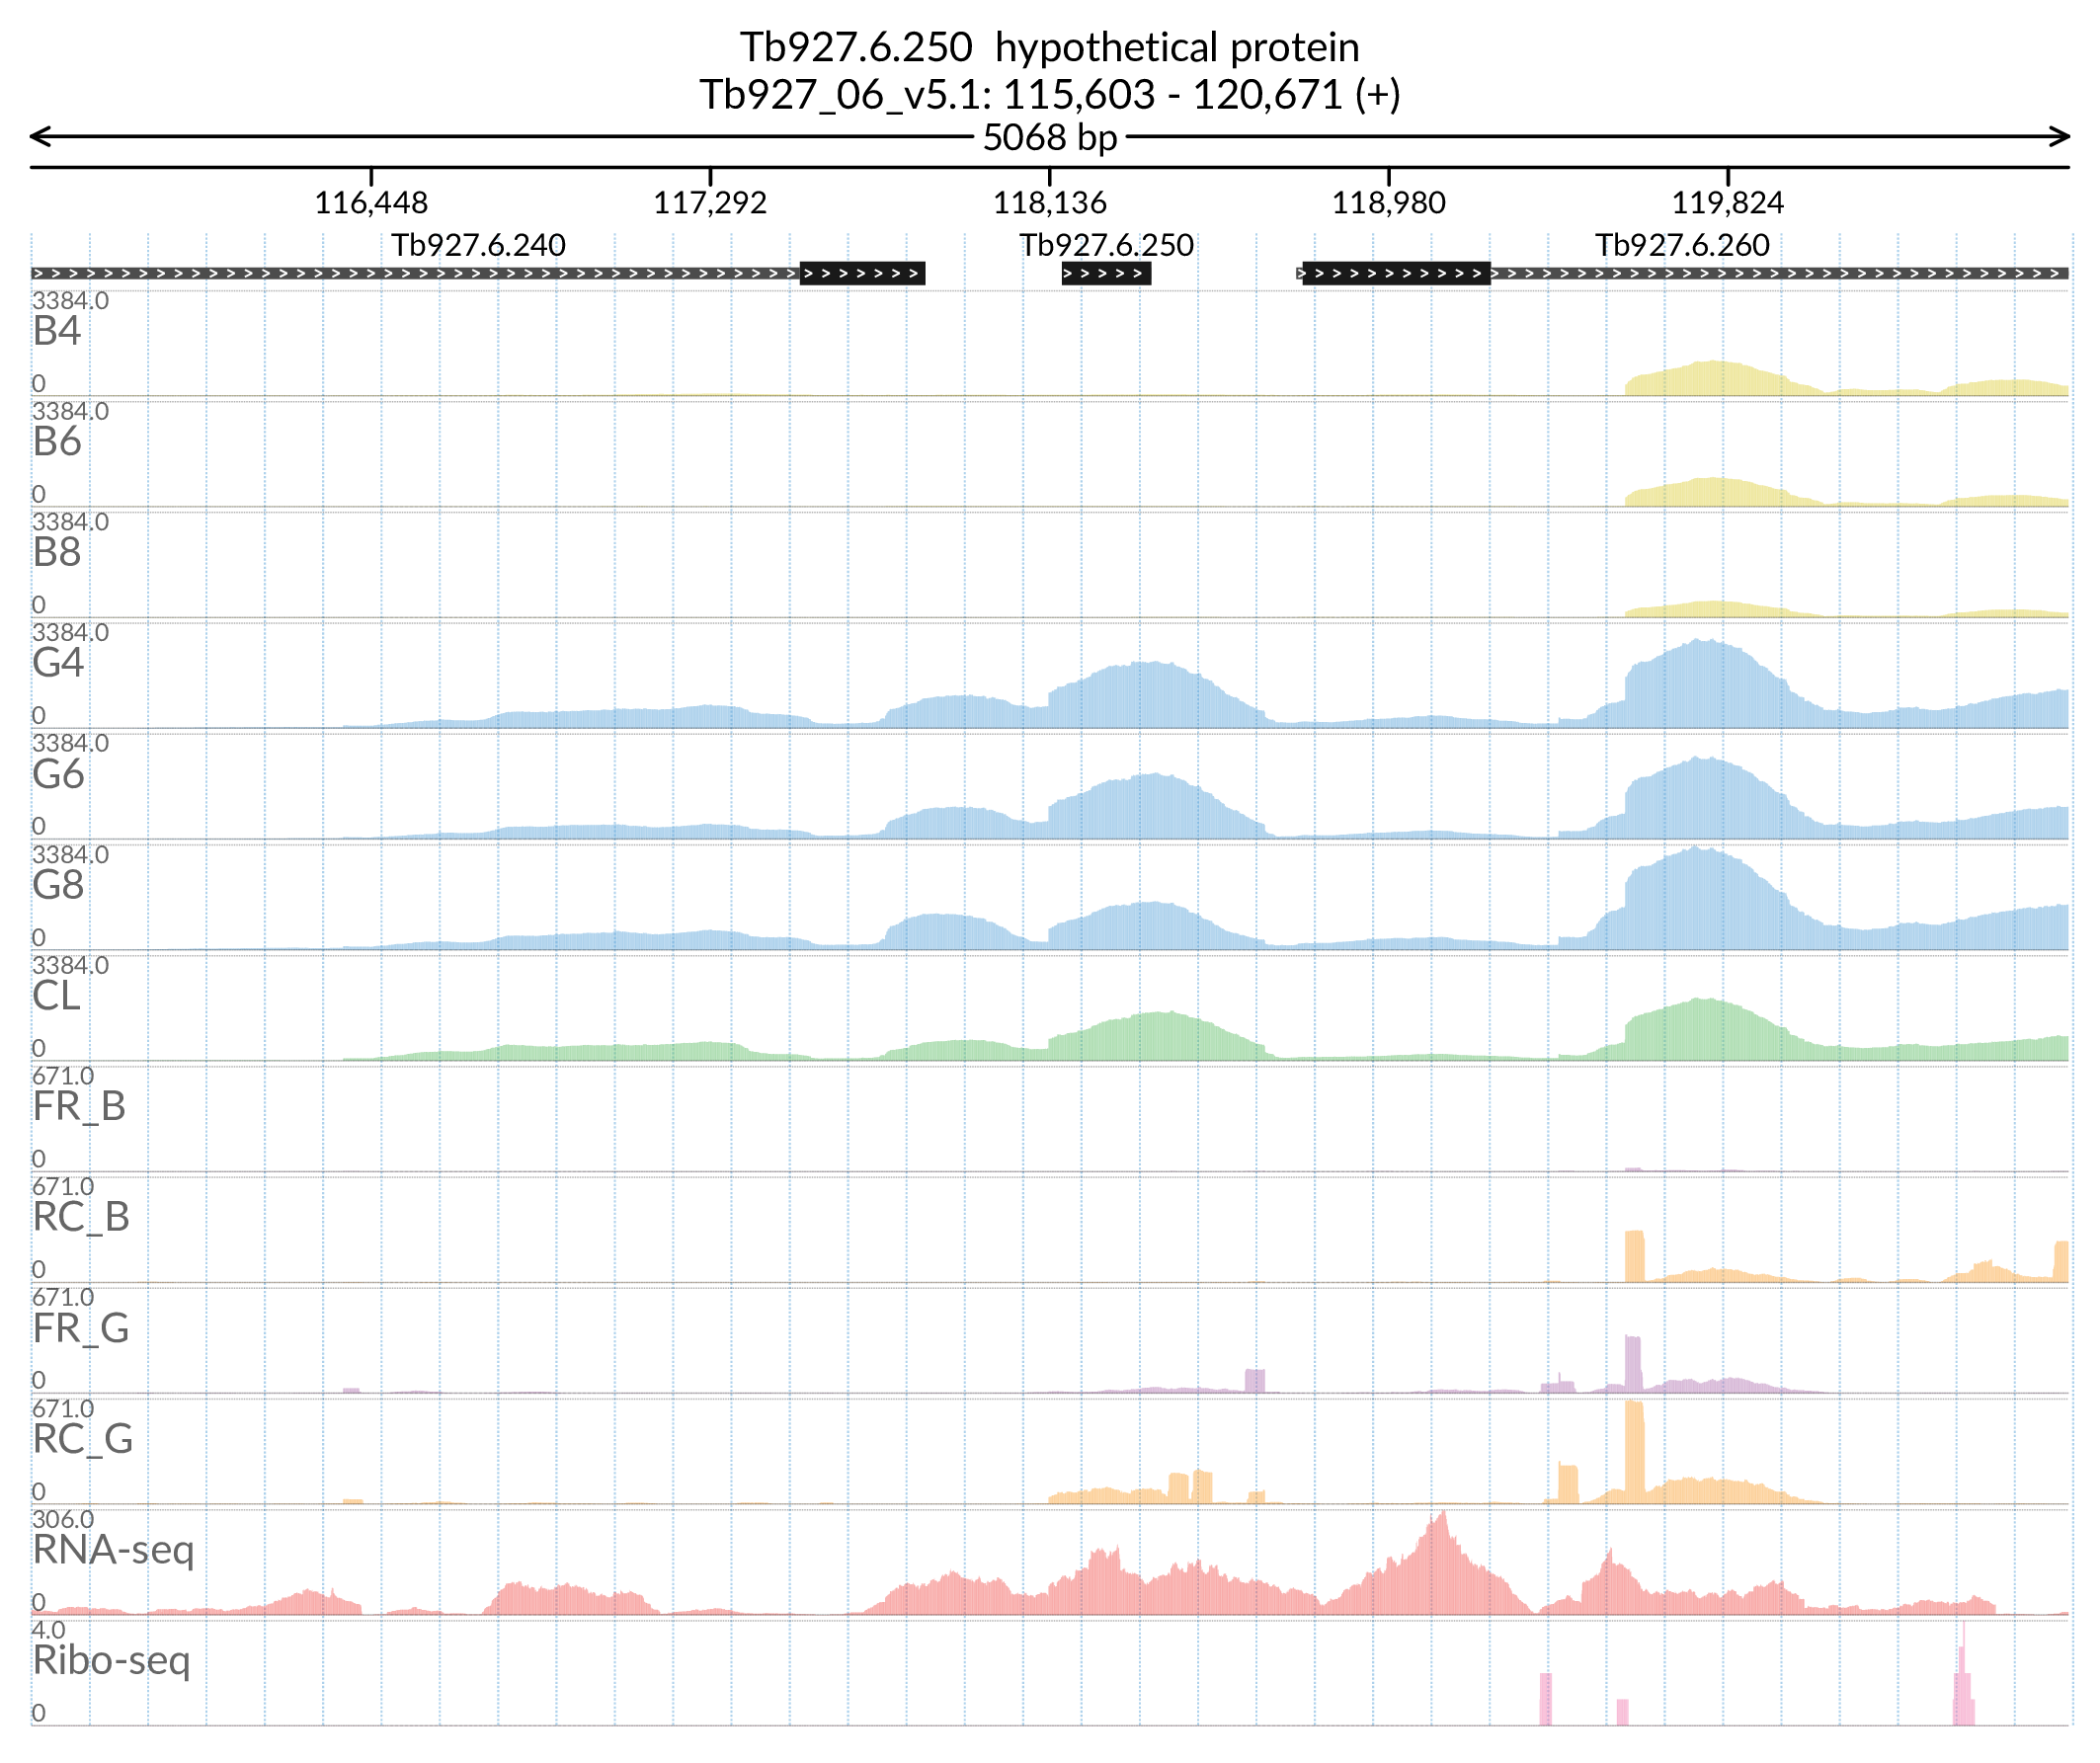 Tb927.6.250  hypothetical protein
Tb927_06_v5.1: 115,603 - 120,671 (+)
5068 bp
116,448 117,292 118,136 118,980 119,824
Tb927.6.240 Tb927.6.250 Tb927.6.260
3384.0
B4
0
3384.0
B6
0
3384.0
B8
0
3384.0
G4
0
3384.0
G6
0
3384.0
G8
0
3384.0
CL
0
671.0
FR_B
0
671.0
RC_B
0
671.0
FR_G
0
671.0
RC_G
0
306.0
RNA-seq
0
4.0
Ribo-seq
0